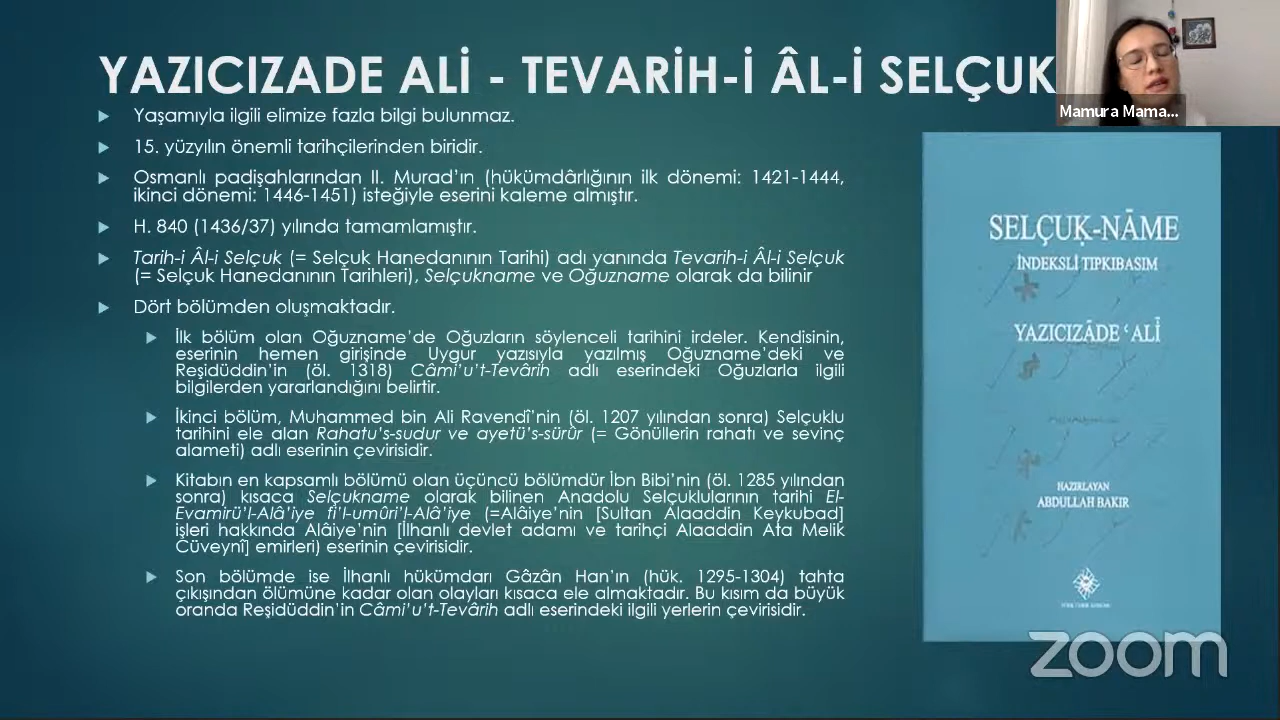 YAZICIZADE ALİ - TEVARİH-İ ÂL-İ SELÇUK
Mamura Mama...
Yaşamıyla ilgili elimize fazla bilgi bulunmaz.
15. yüzyılın önemli tarihçilerinden biridir.
Osmanlı padişahlarından II. Murad'ın (hükümdârlığının ilk dönemi: 1421-1444,
ikinci dönemi: 1446-1451) isteğiyle eserini kaleme almıştır.
H. 840 (1436/37) yılında tamamlamıştır.
Tarih-i Âl-i Selçuk (= Selçuk Hanedanının Tarihi) adı yanında Tevarih-i Âl-i Selçuk
(= Selçuk Hanedanının Tarihleri), Selçukname ve Oğuzname olarak da bilinir
Dört bölümden oluşmaktadır.
İlk bölüm olan Oğuzname'de Oğuzların söylenceli tarihini irdeler. Kendisinin,
eserinin hemen girişinde Uygur yazısıyla yazılmış Oğuzname'deki ve
Reşidüddin'in (öl. 1318) Câmi'u't-Tevârih adlı eserindeki Oğuzlarla ilgili
bilgilerden yararlandığını belirtir.
İkinci bölüm, Muhammed bin Ali Ravendî'nin (öl. 1207 yılından sonra) Selçuklu
tarihini ele alan Rahatu's-sudur ve ayetü's-sürûr (= Gönüllerin rahatı ve sevinç
alameti) adlı eserinin çevirisidir.
Kitabın en kapsamlı bölümü olan üçüncü bölümdür İbn Bibi'nin (öl. 1285 yılından
sonra) kısaca Selçukname olarak bilinen Anadolu Selçuklularının tarihi El-
Evamirü'l-Alâ'iye fi'l-umûri'l-Alâ'iye (=Alâiye'nin [Sultan Alaaddin Keykubad]
işleri hakkında Alâiye'nin [İlhanlı devlet adamı ve tarihçi Alaaddin Ata Melik
Cüveynî] emirleri) eserinin çevirisidir.
Son bölümde ise İlhanlı hükümdarı Gâzân Han'ın (hük. 1295-1304) tahta
çıkışından ölümüne kadar olan olayları kısaca ele almaktadır. Bu kısım da büyük
oranda Reşidüddin'in Câmi'u't-Tevârih adlı eserindeki ilgili yerlerin çevirisidir.
SELÇUḲ-NĀME
İNDEKSLİ TIPKIBASIM
YAZICIZĀDE ʿALĪ
HAZIRLAYAN
ABDULLAH BAKIR
TÜRK TARİH KURUMU
zoom